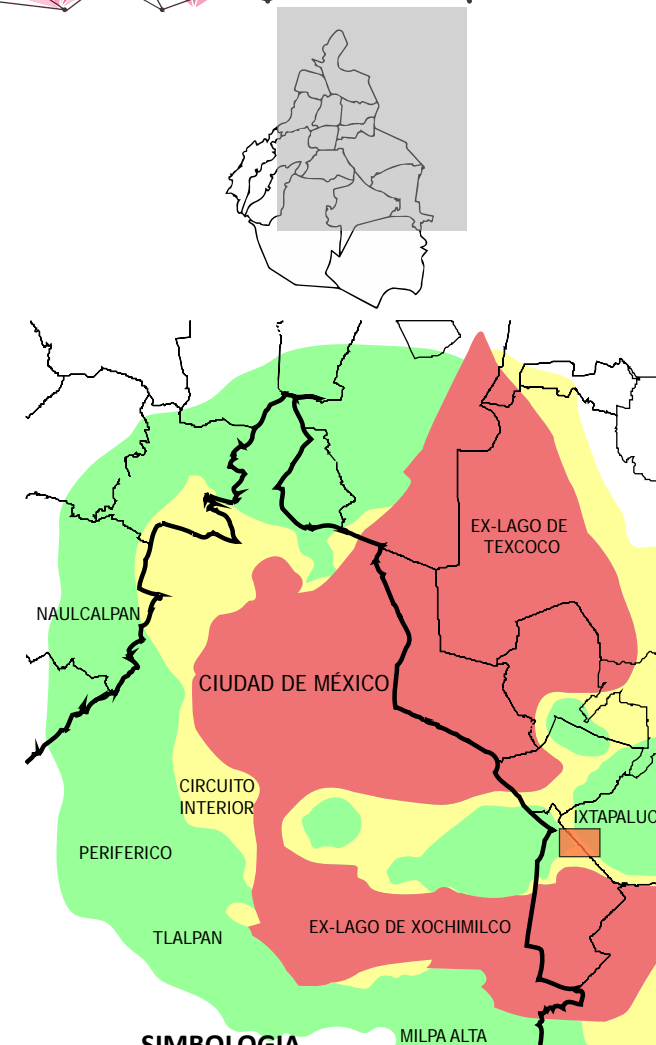 EX-LAGO DE
TEXCOCO
NAULCALPAN
CIUDAD DE MÉXICO
CIRCUITO
INTERIOR
IXTAPALUC
PERIFERICO
EX-LAGO DE XOCHIMILCO
TLALPAN
MILPA ALTA
SIMBOLOGIA